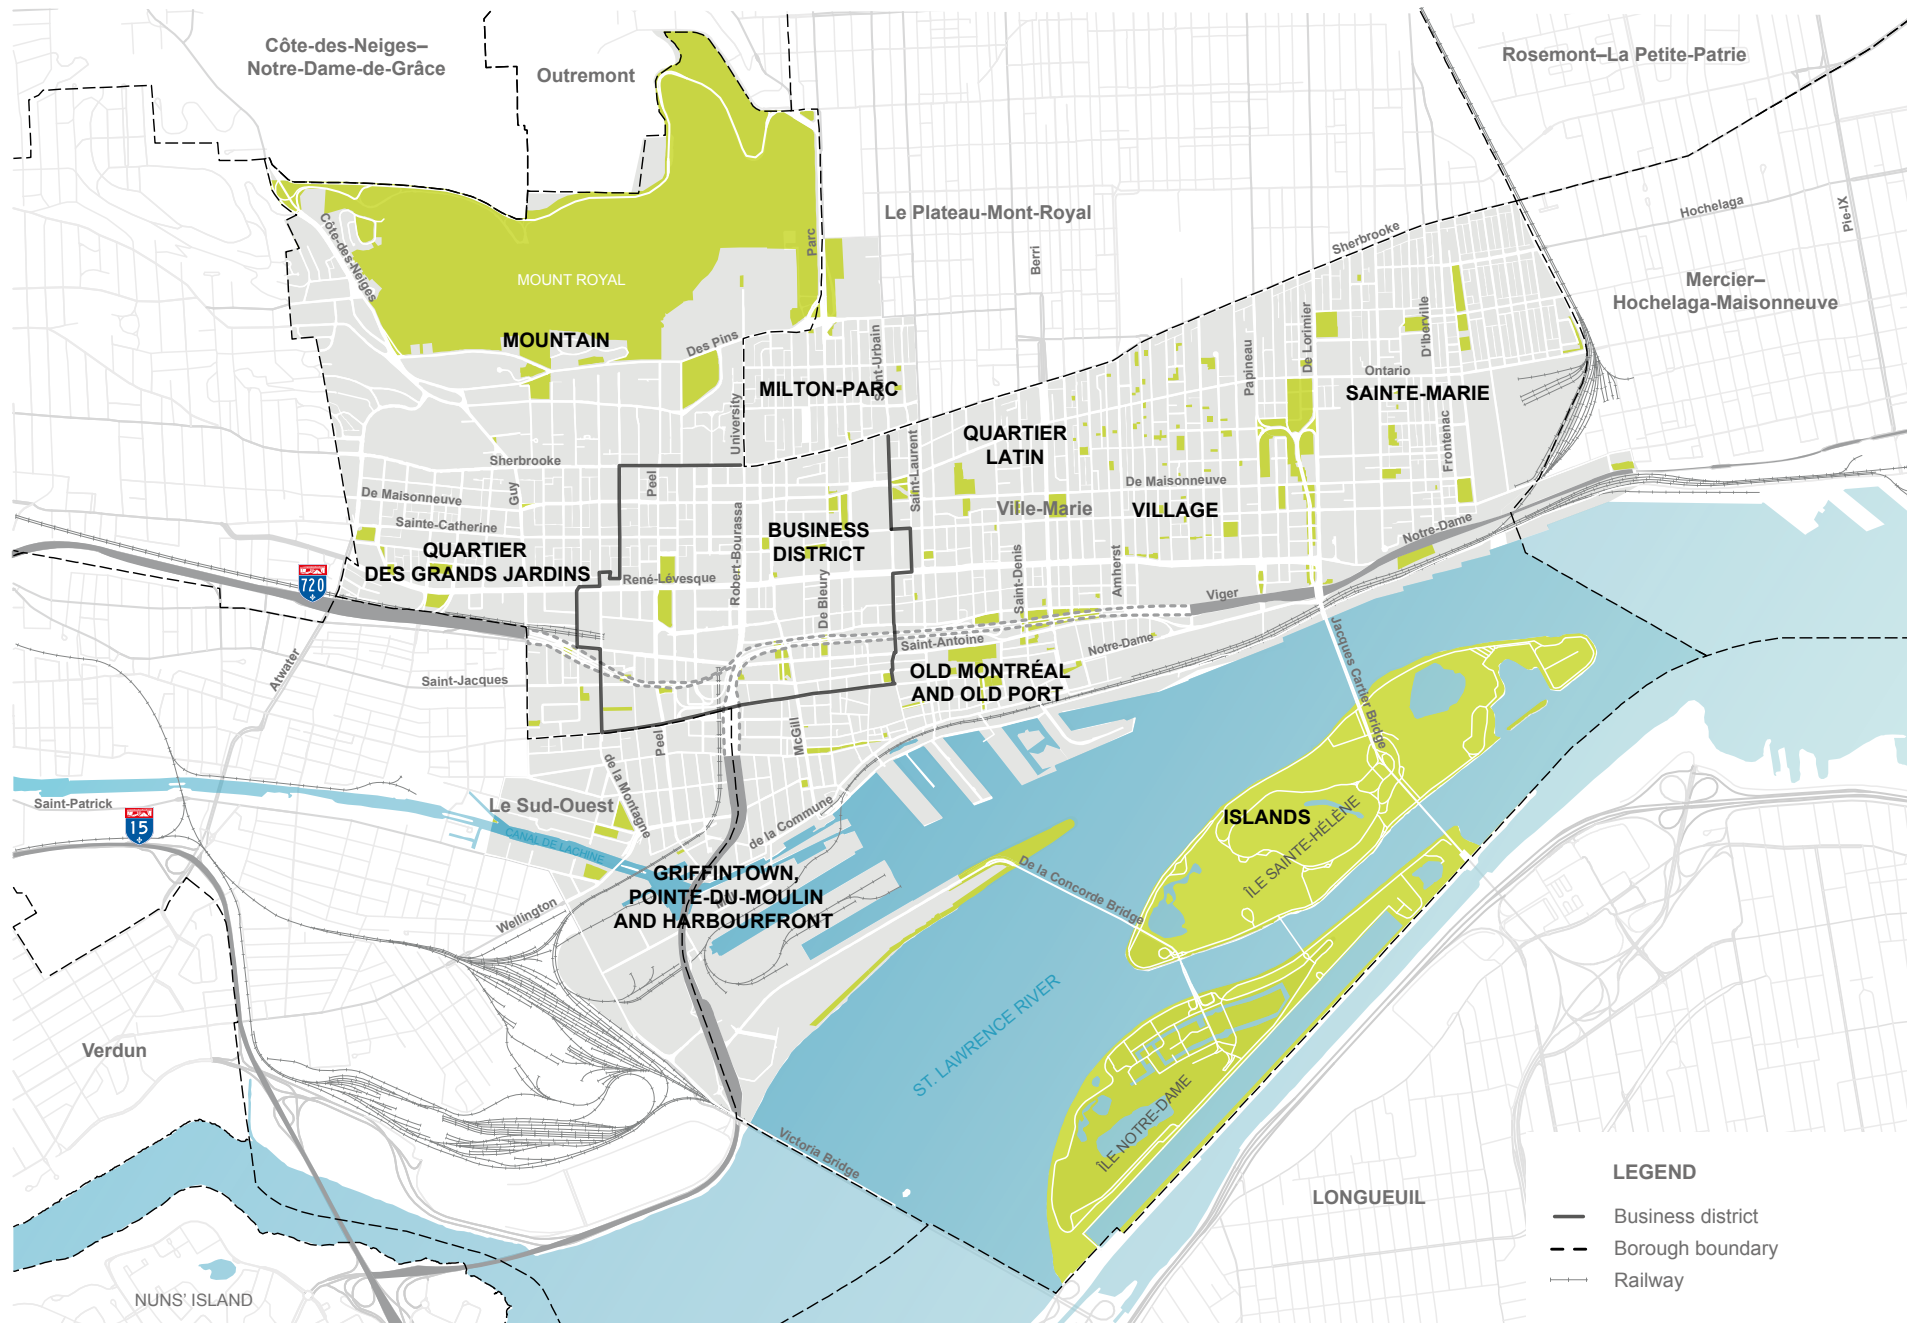 Côte-des-Neiges–
Notre-Dame-de-Grâce
Outremont
Rosemont–La Petite-Patrie
Le Plateau-Mont-Royal
Hochelaga
Pie-IX
Sherbrooke
Berri
Parc
Côte-des-Neiges
MOUNT ROYAL
Mercier–
Hochelaga-Maisonneuve
MOUNTAIN
Des Pins
Saint-Urbain
De Lorimier
D'Iberville
Papineau
Ontario
MILTON-PARC
SAINTE-MARIE
University
Frontenac
QUARTIER
LATIN
Saint-Laurent
Sherbrooke
Peel
Guy
De Maisonneuve
De Maisonneuve
Ville-Marie
VILLAGE
Sainte-Catherine
Robert-Bourassa
BUSINESS
DISTRICT
Notre-Dame
QUARTIER
DES GRANDS JARDINS
720
René-Lévesque
De Bleury
Saint-Denis
Amherst
Viger
Saint-Antoine
Notre-Dame
Jacques Cartier Bridge
Atwater
Saint-Jacques
OLD MONTRÉAL
AND OLD PORT
Peel
McGill
de la Montagne
Saint-Patrick
15
Le Sud-Ouest
de la Commune
CANAL DE LACHINE
ISLANDS
ÎLE SAINTE-HÉLÈNE
De la Concorde Bridge
GRIFFINTOWN,
POINTE-DU-MOULIN
AND HARBOURFRONT
Wellington
ST. LAWRENCE RIVER
Verdun
ÎLE NOTRE-DAME
Victoria Bridge
LONGUEUIL
NUNS' ISLAND
LEGEND
Business district
Borough boundary
Railway